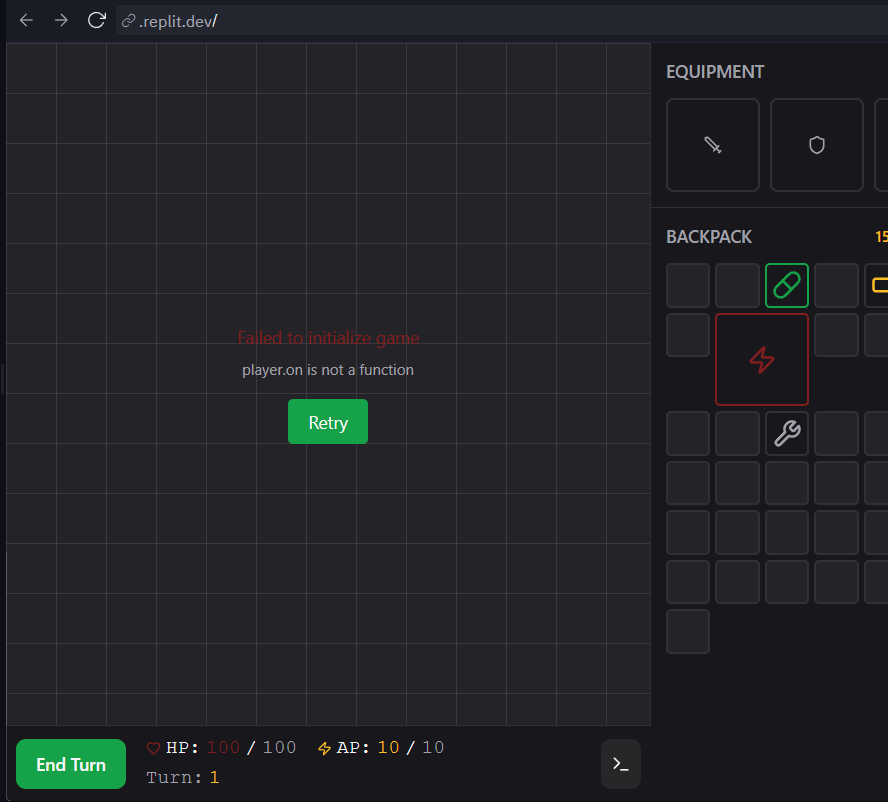 .replit.dev/
EQUIPMENT
BACKPACK
15
Failed to initialize game
player.on is not a function
Retry
End Turn
HP: 100 / 100 AP: 10 / 10
Turn: 1